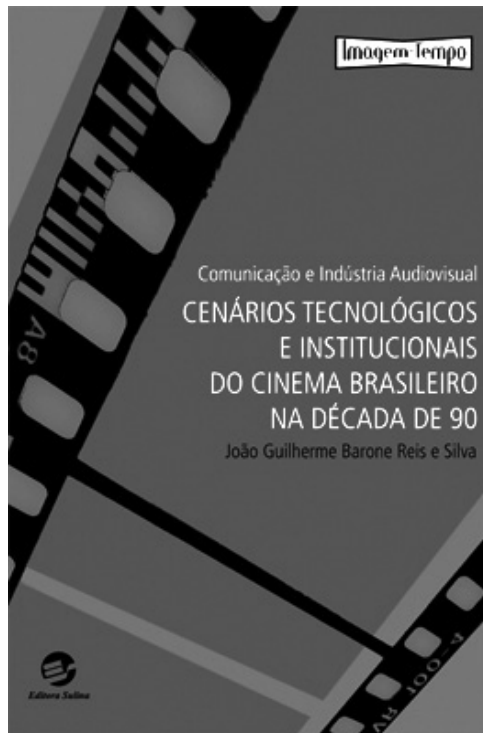 Imagem-Tempo
Comunicação e Indústria Audiovisual
CENÁRIOS TECNOLÓGICOS
E INSTITUCIONAIS
DO CINEMA BRASILEIRO
NA DÉCADA DE 90
João Guilherme Barone Reis e Silva
A8
Editora Sulina